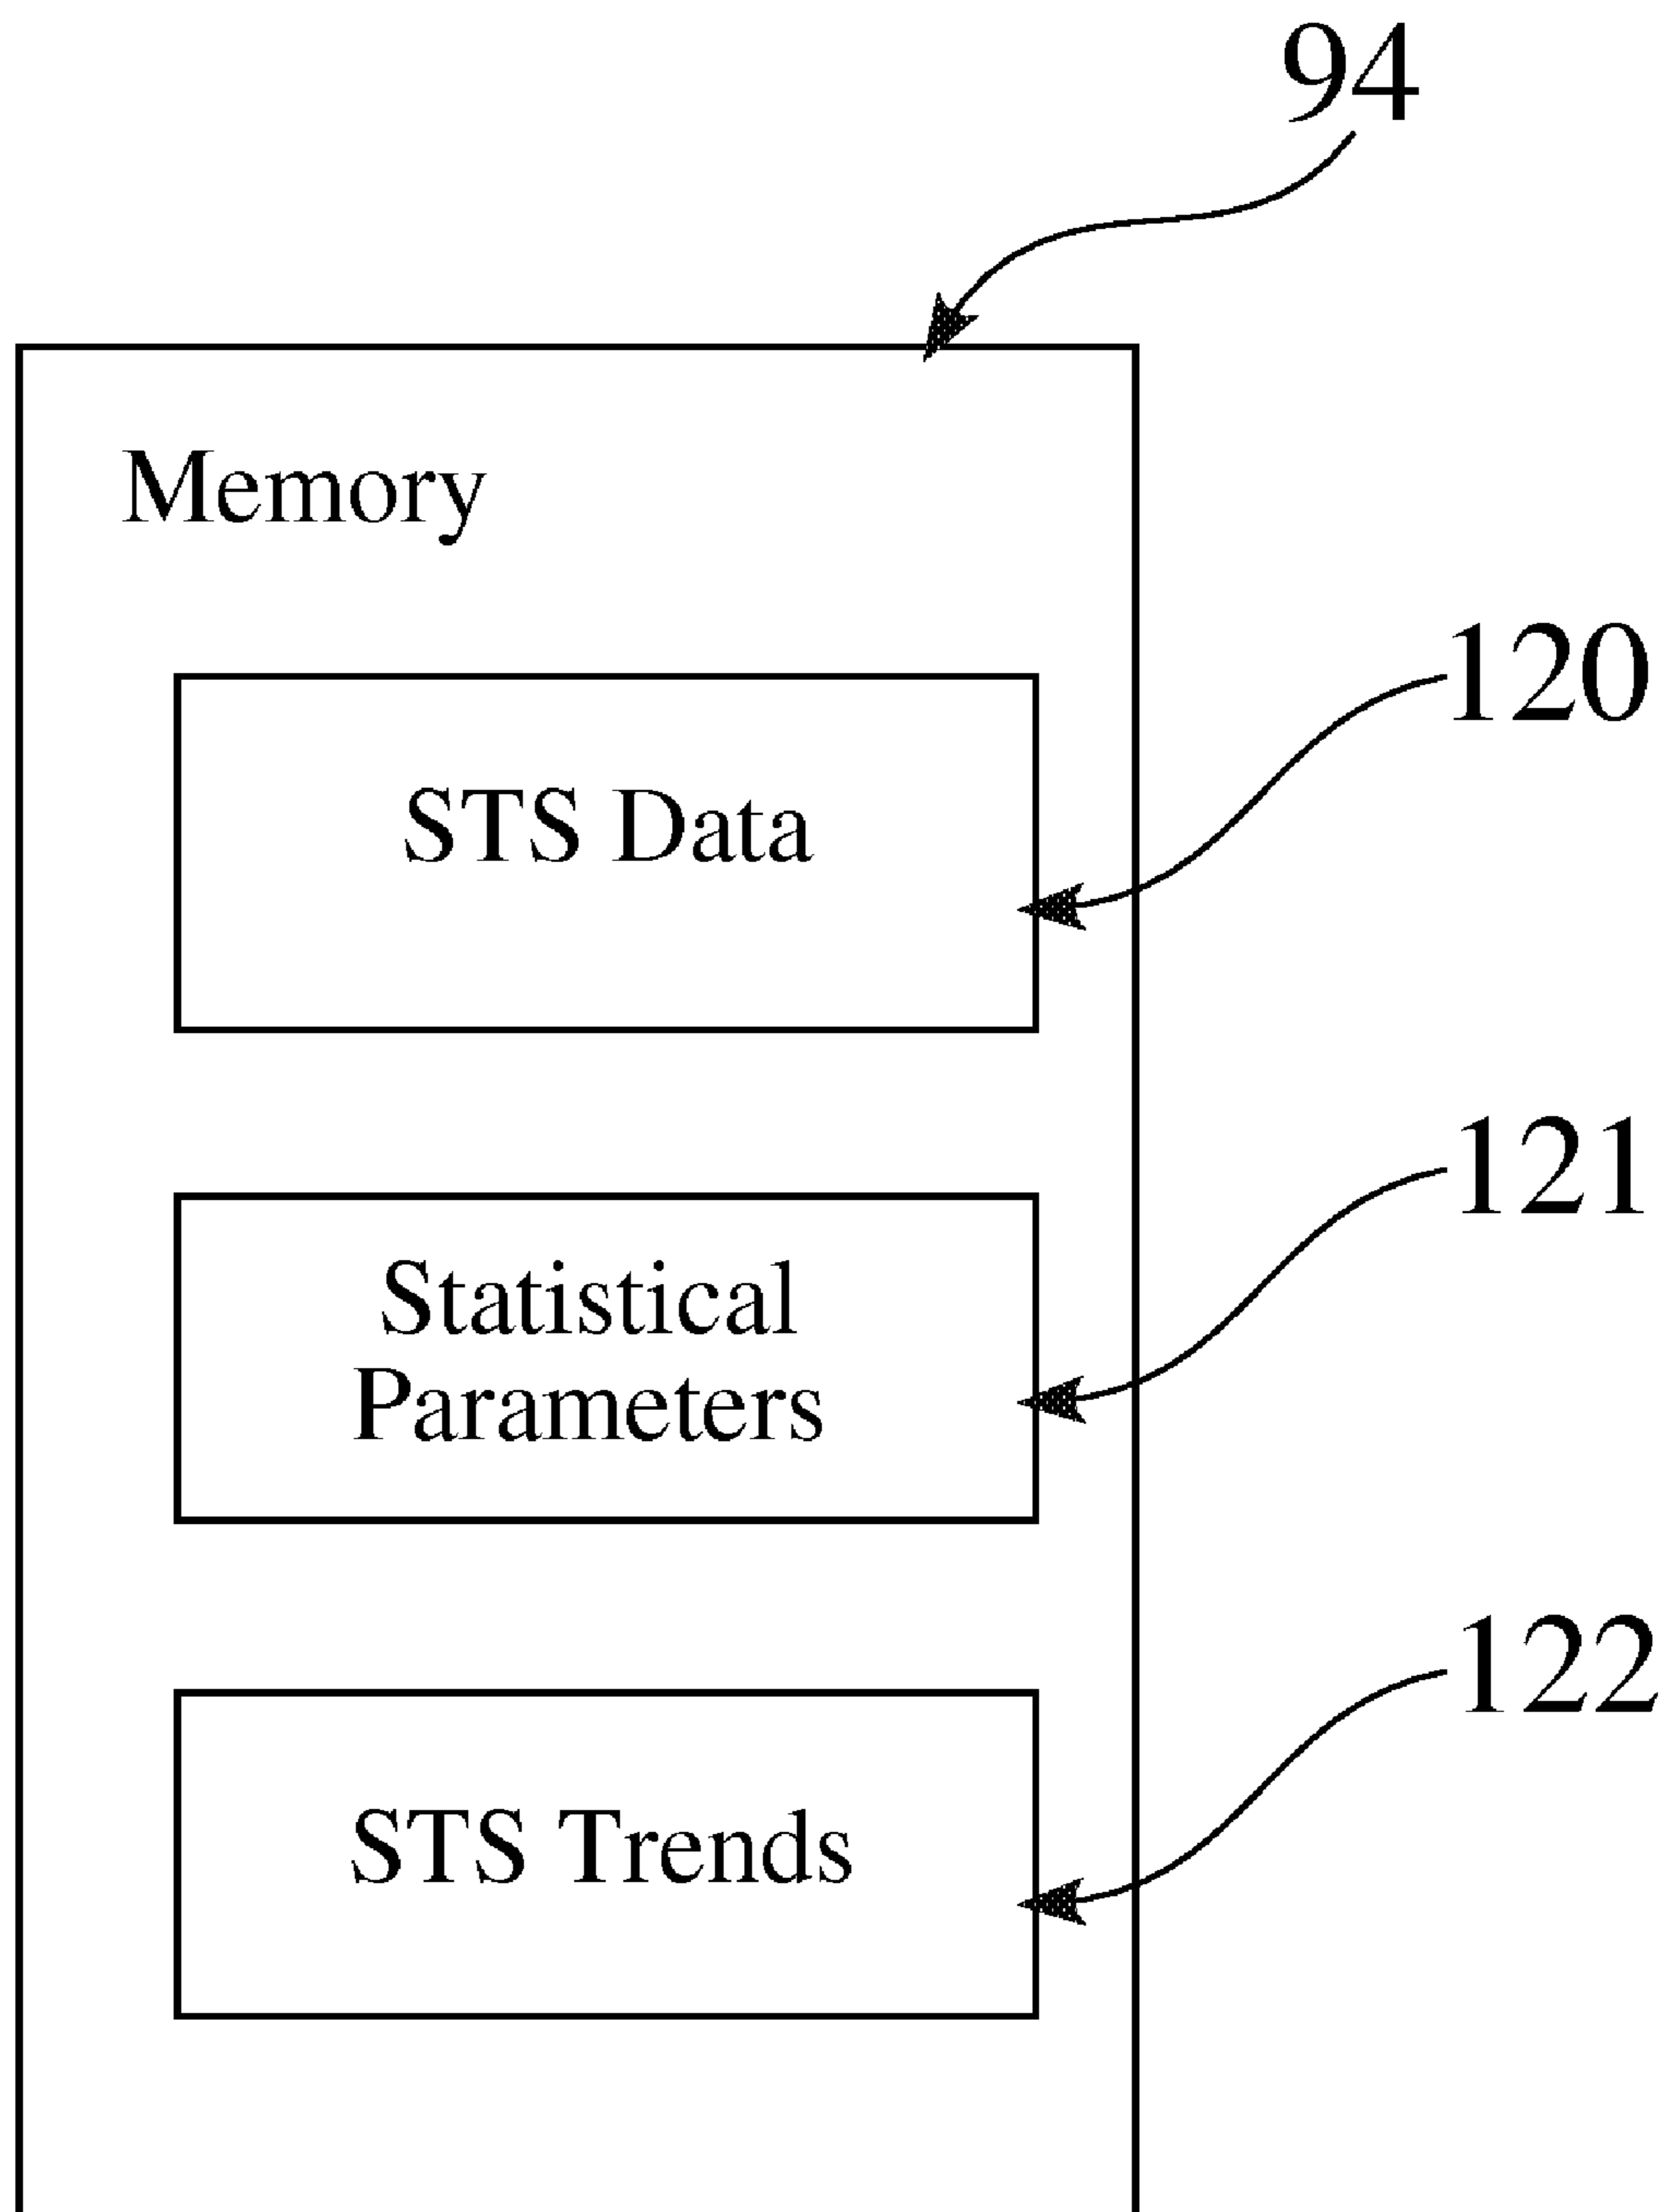 94
Memory
120
STS Data
121
Statistical
Parameters
122
STS Trends